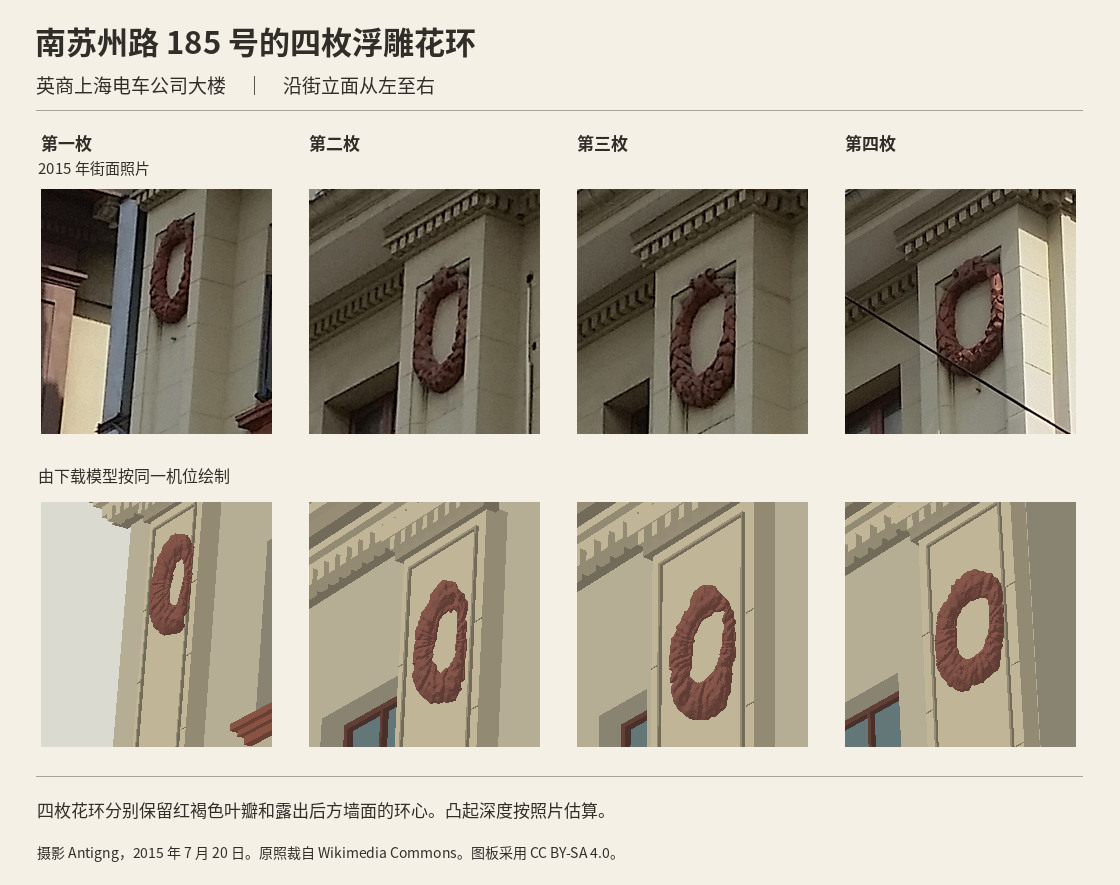 南苏州路 185 号的四枚浮雕花环
英商上海电车公司大楼 ｜ 沿街立面从左至右
第一枚 第二枚 第三枚 第四枚
2015 年街面照片
由下载模型按同一机位绘制
四枚花环分别保留红褐色叶瓣和露出后方墙面的环心。凸起深度按照片估算。
摄影 Antigng，2015 年 7 月 20 日。原照裁自 Wikimedia Commons。图板采用 CC BY-SA 4.0。